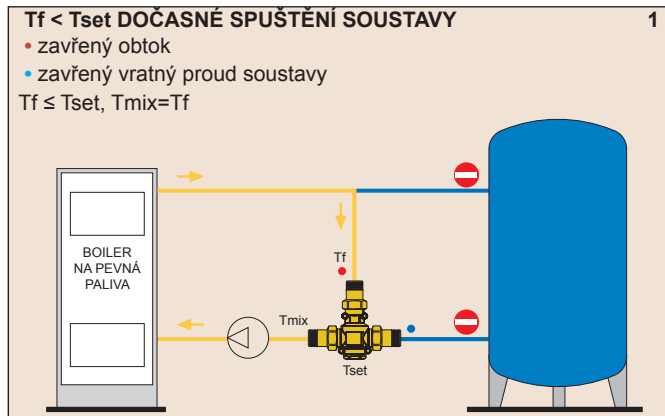 Tf < Tset DOČASNÉ SPUŠTĚNÍ SOUSTAVY 1
• zavřený obtok
• zavřený vratný proud soustavy
Tf ≤ Tset, Tmix=Tf
BOILER
NA PEVNÁ
PALIVA
Tf
Tmix
Tset